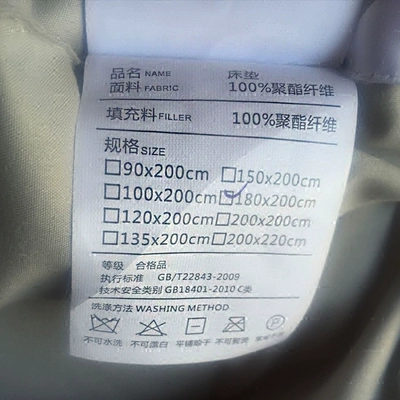 品名 NAME 床垫
面料 FABRIC 100%聚酯纤维
填充料 FILLER 100%聚酯纤维
规格 SIZE
□90x200cm □150x200cm
□100x200cm ☑180x200cm
□120x200cm □200x200cm
□135x200cm □200x220cm
等级 合格品
执行标准 GB/T22843-2009
技术安全类别 GB18401-2010 C类
洗涤方法 WASHING METHOD
P
不可水洗 不可漂白 平铺晾干 不可熨烫